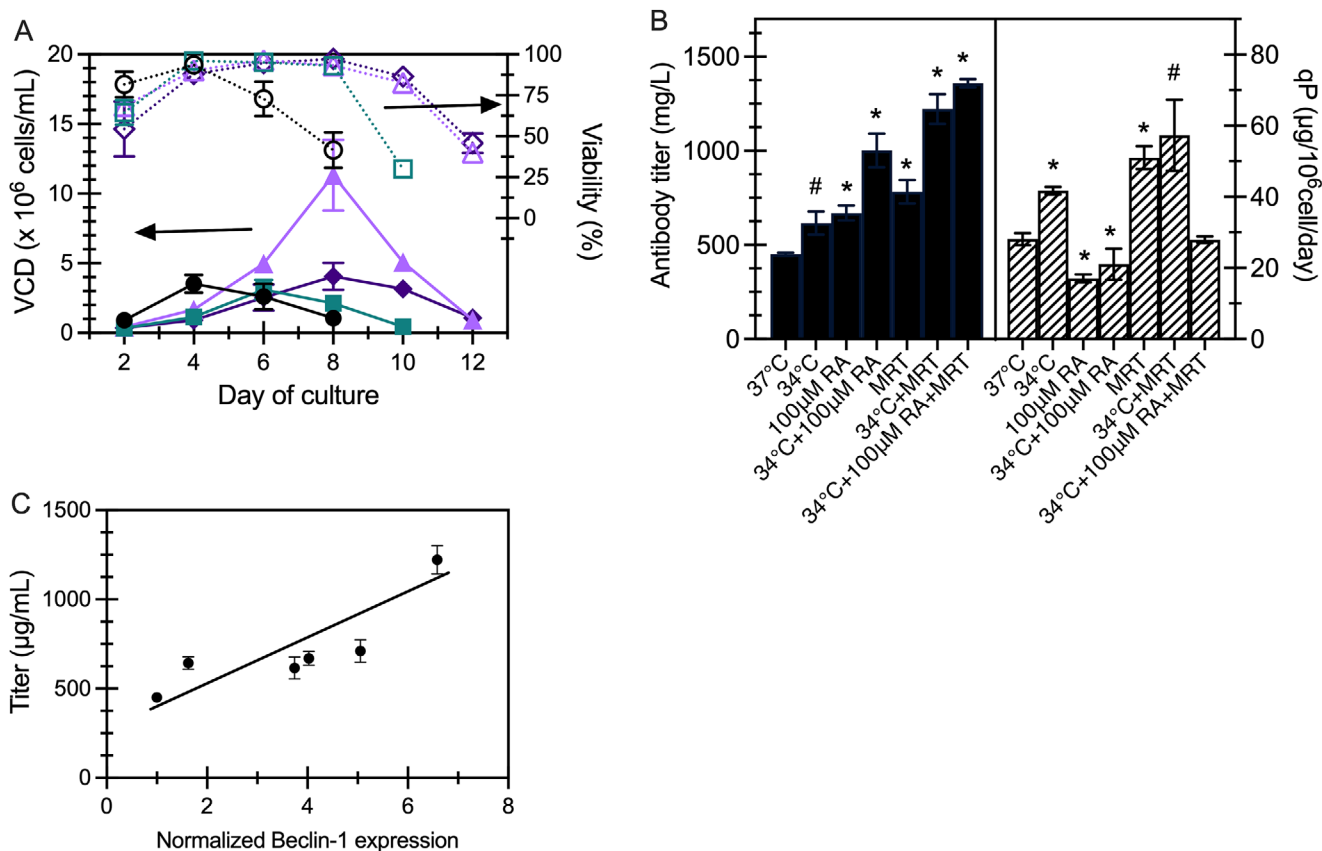 A
20
15
10
5
0
VCD (x 10⁶ cells/mL)
100
75
50
25
0
Viability (%)
2 4 6 8 10 12
Day of culture
B
1500
1000
500
0
Antibody titer (mg/L)
# * * * * *
* * * * #
80
60
40
20
0
qP (μg/10⁶cell/day)
37°C
34°C
100μM RA
34°C+100μM RA
MRT
34°C+MRT
34°C+100μM RA+MRT
37°C
34°C
100μM RA
34°C+100μM RA
MRT
34°C+MRT
34°C+100μM RA+MRT
C
1500
1000
500
0
Titer (μg/mL)
0 2 4 6 8
Normalized Beclin-1 expression